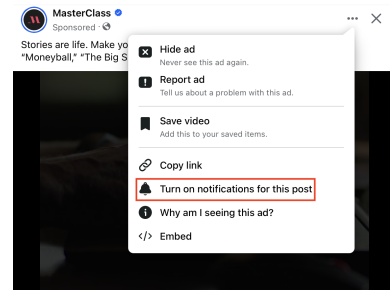 MasterClass
Sponsored ·
Stories are life. Make yo
"Moneyball," "The Big S
Hide ad
Never see this ad again.
Report ad
Tell us about a problem with this ad.
Save video
Add this to your saved items.
Copy link
Turn on notifications for this post
Why am I seeing this ad?
</> Embed